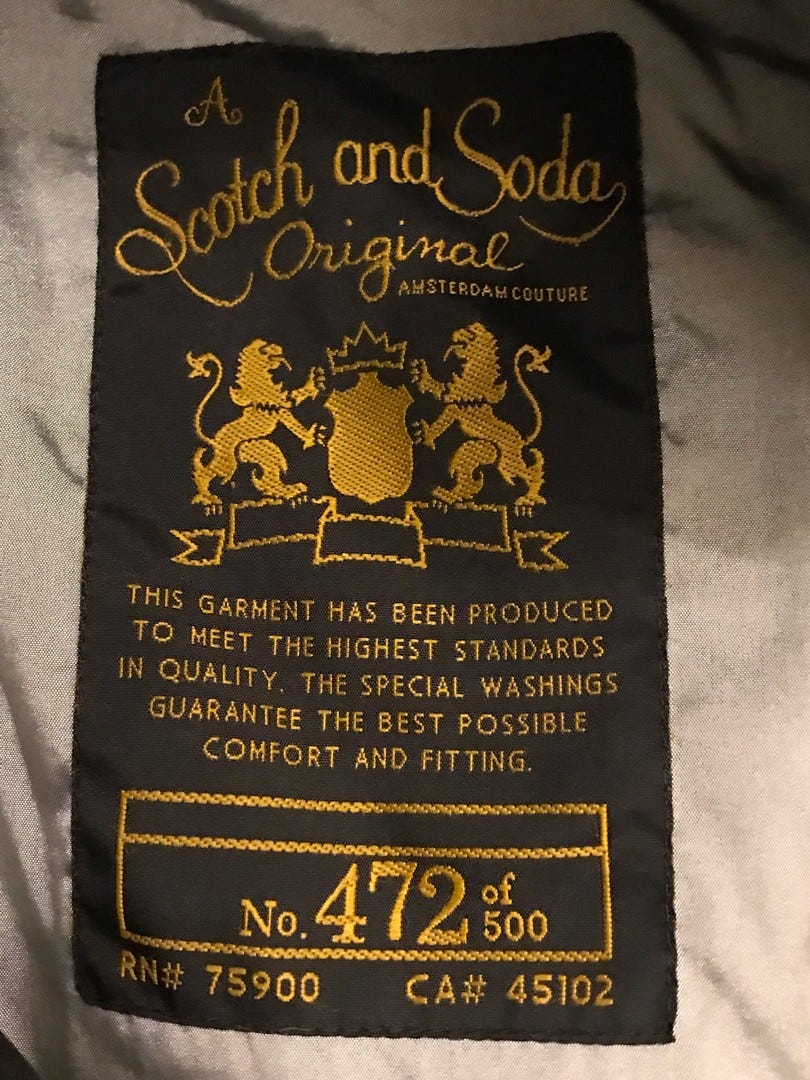 A
Scotch and Soda
Original
AMSTERDAM COUTURE
THIS GARMENT HAS BEEN PRODUCED
TO MEET THE HIGHEST STANDARDS
IN QUALITY. THE SPECIAL WASHINGS
GUARANTEE THE BEST POSSIBLE
COMFORT AND FITTING.
No. 472 of 500
RN# 75900 CA# 45102